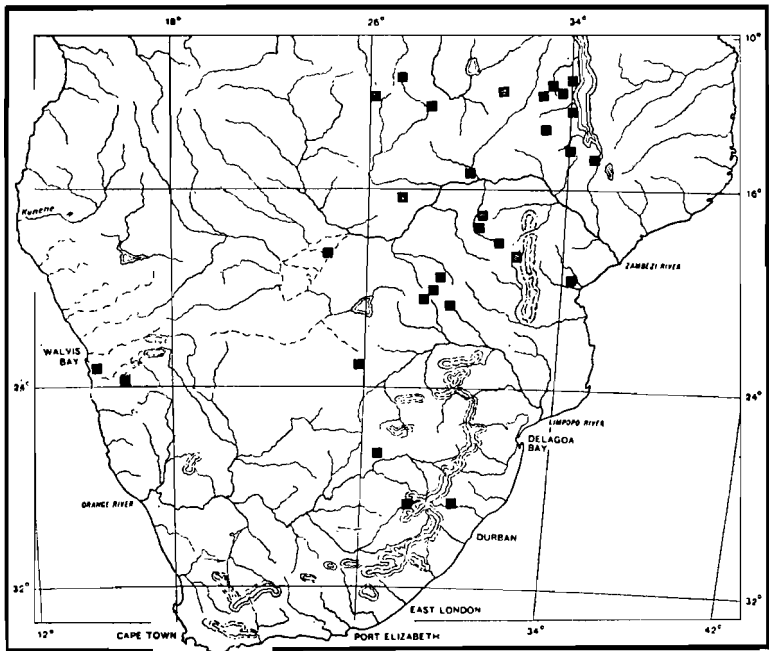 18°
26°
34°
10°
16°
Kunene
ZAMBEZI RIVER
WALVIS
BAY
24°
24°
LIMPOPO RIVER
DELAGOA
BAY
ORANGE RIVER
DURBAN
32°
32°
EAST LONDON
12°
CAPE TOWN
PORT ELIZABETH
34°
42°